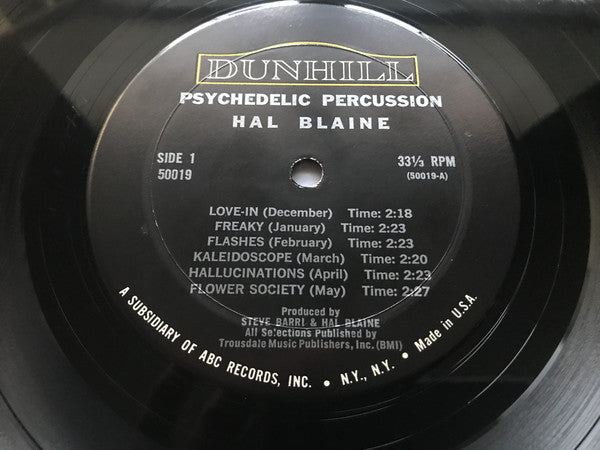 DUNHILL
PSYCHEDELIC PERCUSSION
HAL BLAINE
SIDE 1
50019
33⅓ RPM
(50019-A)
LOVE-IN (December) Time: 2:18
FREAKY (January) Time: 2:23
FLASHES (February) Time: 2:23
KALEIDOSCOPE (March) Time: 2:20
HALLUCINATIONS (April) Time: 2:23
FLOWER SOCIETY (May) Time: 2:27
Produced by
STEVE BARRI & HAL BLAINE
All Selections Published by
Trousdale Music Publishers, Inc. (BMI)
A SUBSIDIARY OF ABC RECORDS, INC. • N.Y., N.Y. • Made in U.S.A.